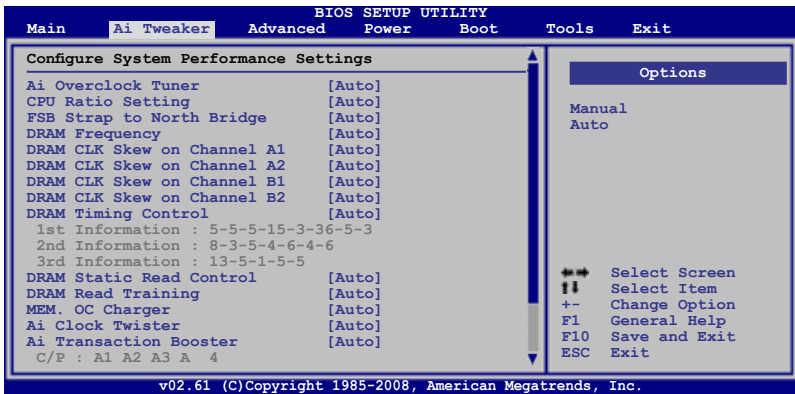 BIOS SETUP UTILITY
Main Ai Tweaker Advanced Power Boot Tools Exit
Configure System Performance Settings
Ai Overclock Tuner [Auto]
CPU Ratio Setting [Auto]
FSB Strap to North Bridge [Auto]
DRAM Frequency [Auto]
DRAM CLK Skew on Channel A1 [Auto]
DRAM CLK Skew on Channel A2 [Auto]
DRAM CLK Skew on Channel B1 [Auto]
DRAM CLK Skew on Channel B2 [Auto]
DRAM Timing Control [Auto]
1st Information : 5-5-5-15-3-36-5-3
2nd Information : 8-3-5-4-6-4-6
3rd Information : 13-5-1-5-5
DRAM Static Read Control [Auto]
DRAM Read Training [Auto]
MEM. OC Charger [Auto]
Ai Clock Twister [Auto]
Ai Transaction Booster [Auto]
C/P : A1 A2 A3 A 4
Options
Manual
Auto
Select Screen
Select Item
+- Change Option
F1 General Help
F10 Save and Exit
ESC Exit
v02.61 (C)Copyright 1985-2008, American Megatrends, Inc.